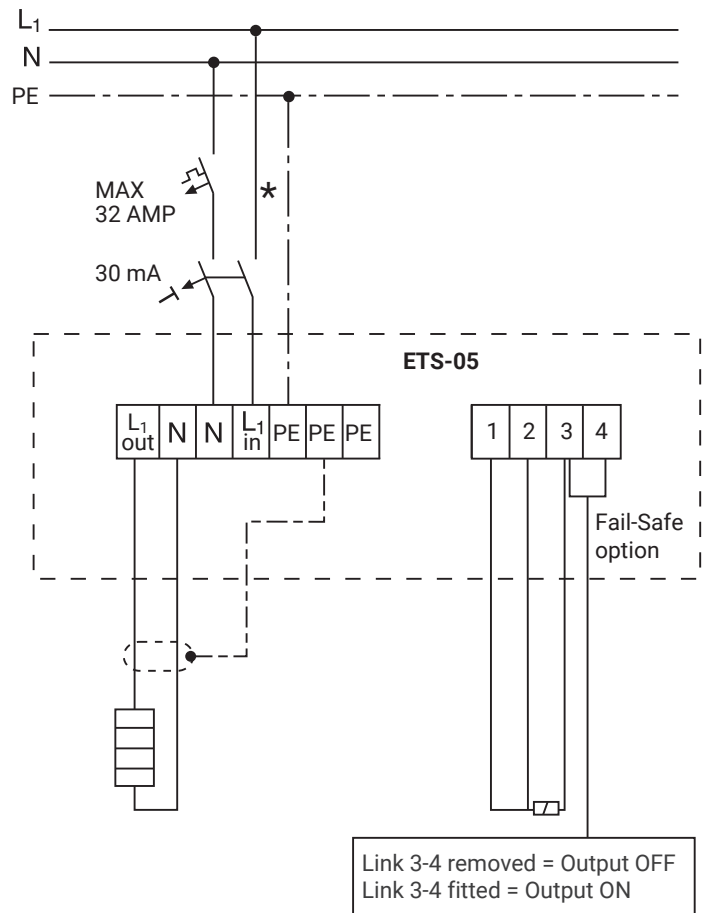 L1
N
PE
MAX
32 AMP
*
30 mA
ETS-05
L1 out N N L1 in PE PE PE
1 2 3 4
Fail-Safe
option
Link 3-4 removed = Output OFF
Link 3-4 fitted = Output ON